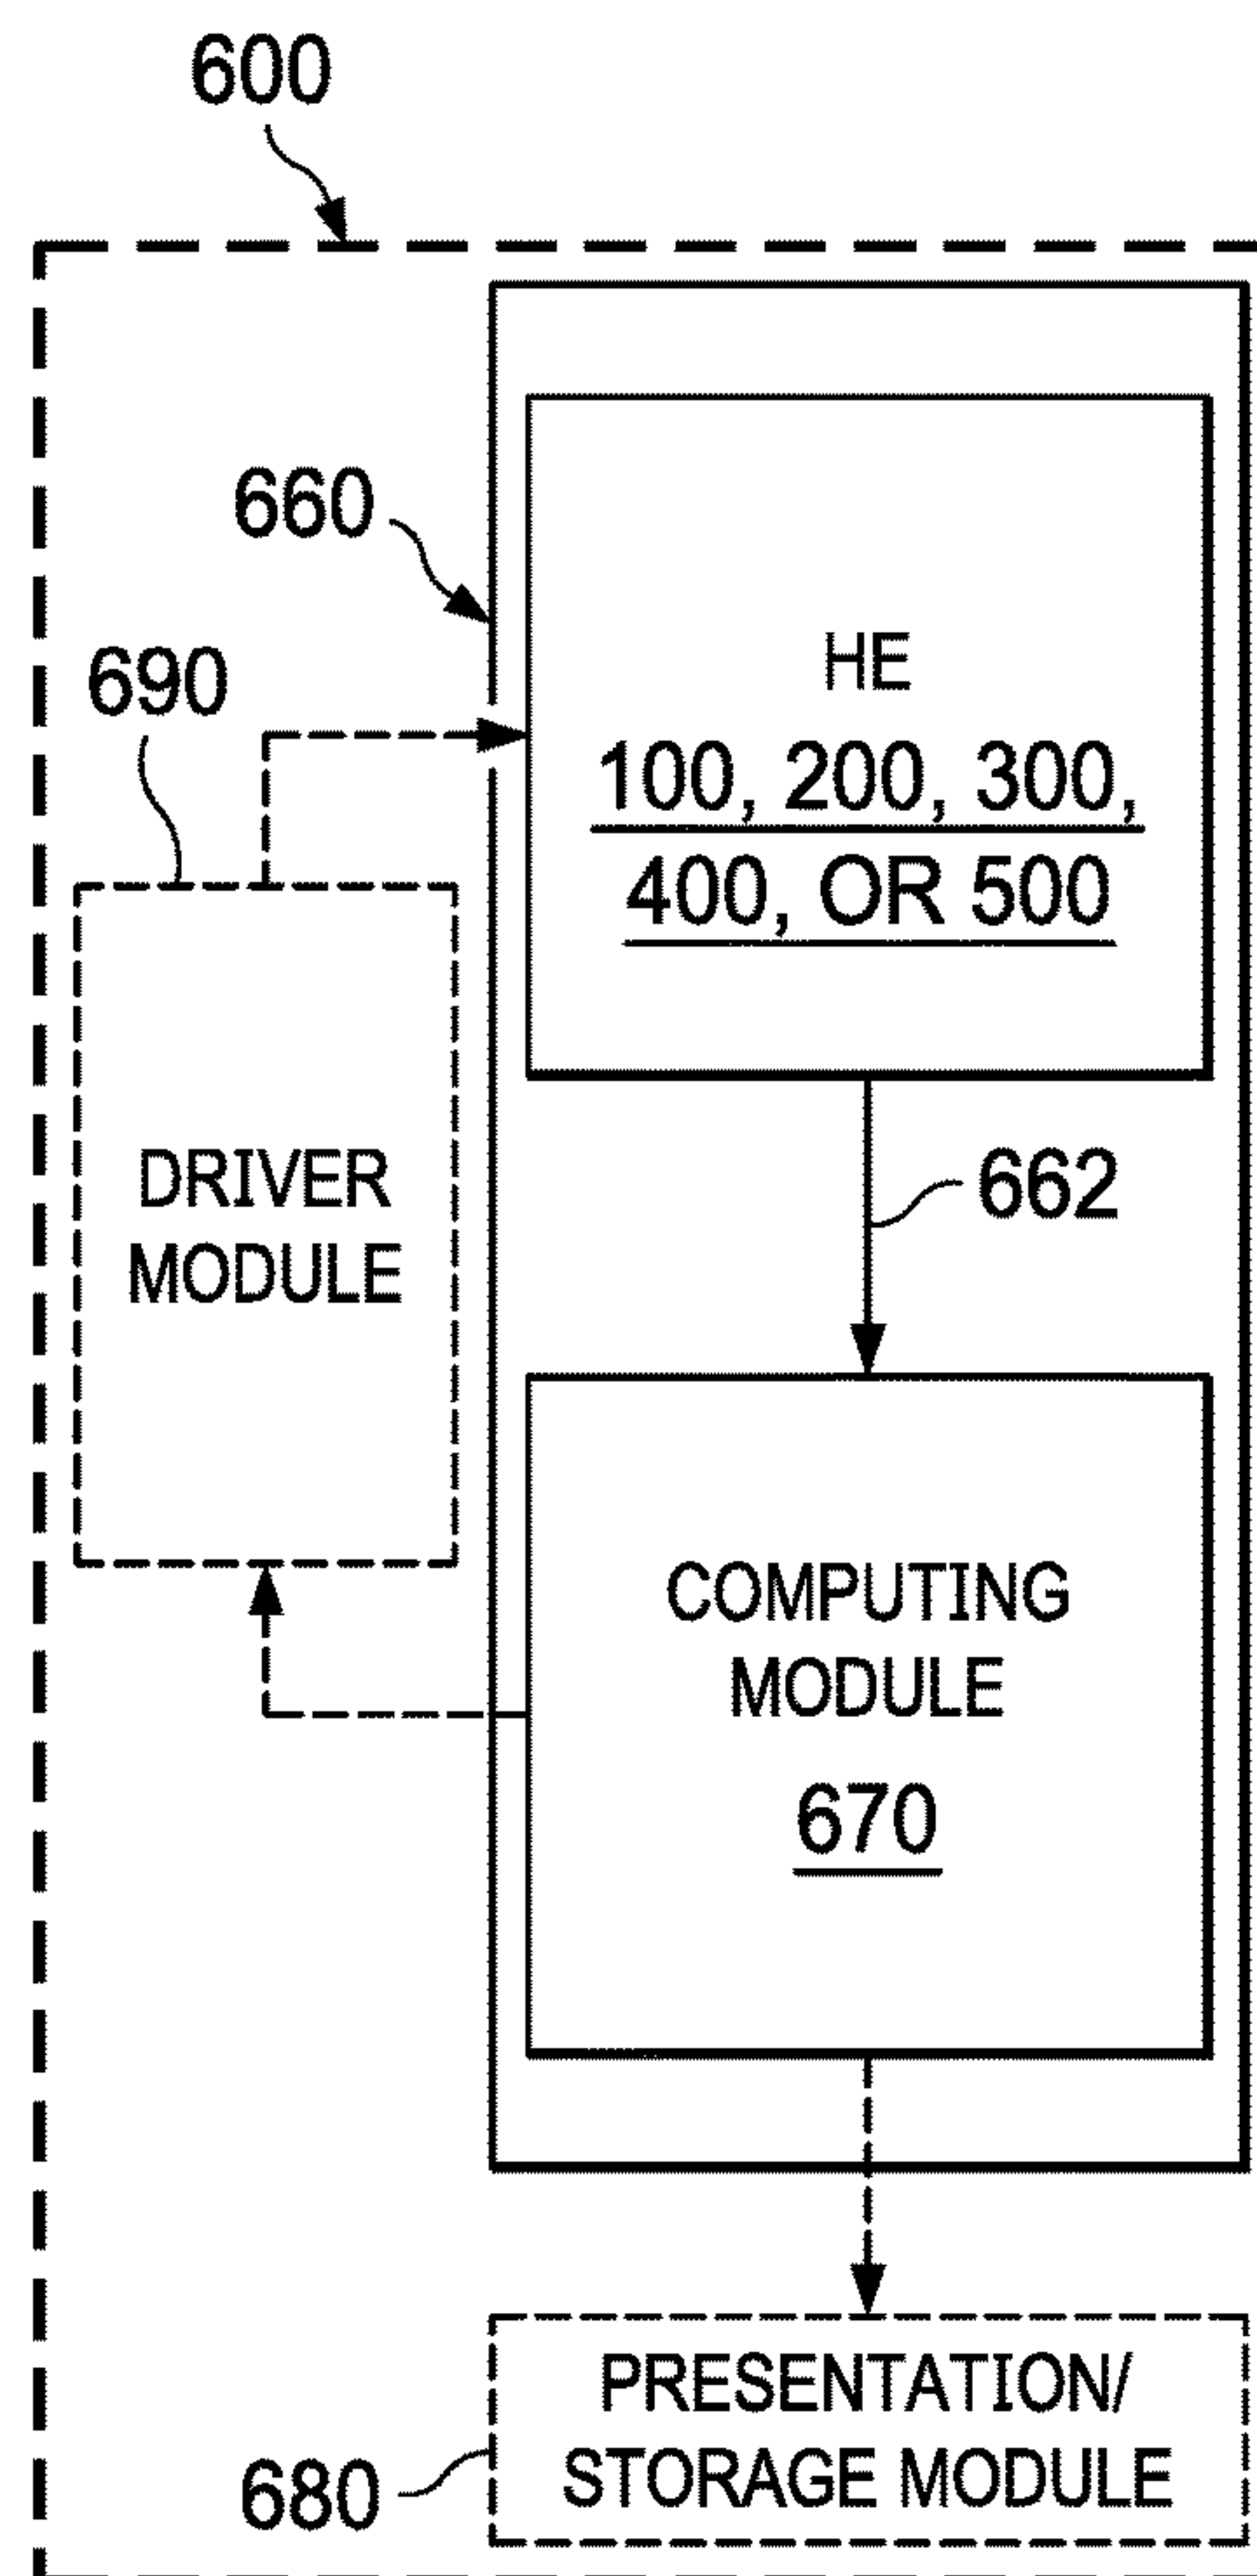 600
660
HE
690
100, 200, 300,
400, OR 500
662
DRIVER
MODULE
COMPUTING
MODULE
670
PRESENTATION/
STORAGE MODULE
680